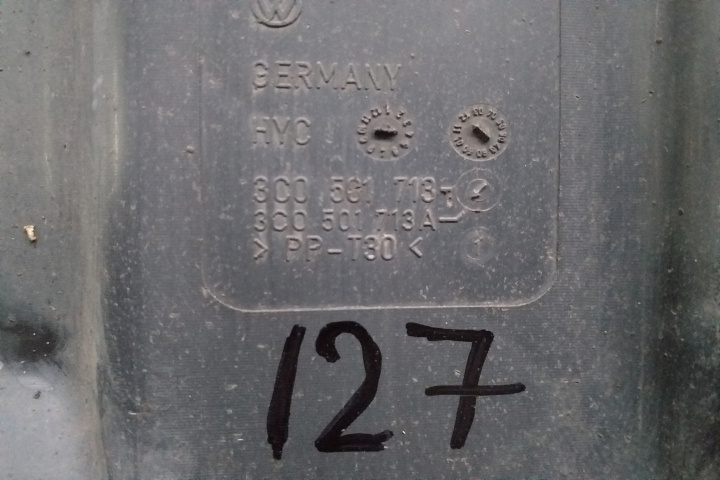 GERMANY
HYC
3C0 501 713
3C0 501 713A
> PP-T30 <
127